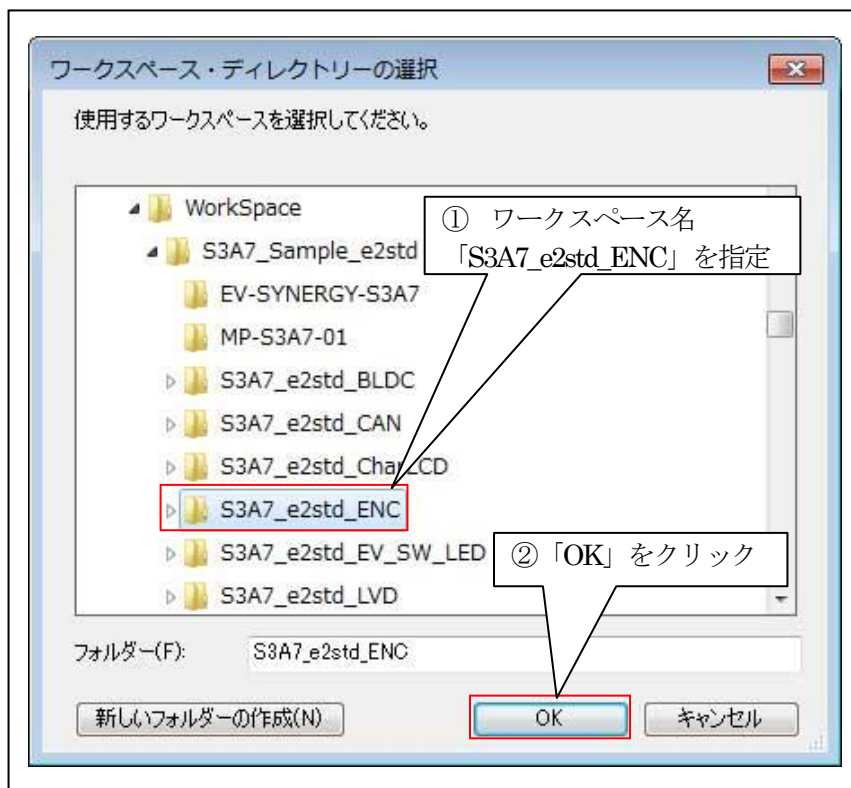 ワークスペース・ディレクトリーの選択
使用するワークスペースを選択してください。
WorkSpace
S3A7_Sample_e2std
① ワークスペース名
「S3A7_e2std_ENC」を指定
EV-SYNERGY-S3A7
MP-S3A7-01
S3A7_e2std_BLDC
S3A7_e2std_CAN
S3A7_e2std_CharLCD
S3A7_e2std_ENC
S3A7_e2std_EV_SW_LED
②「OK」をクリック
S3A7_e2std_LVD
フォルダー(F): S3A7_e2std_ENC
新しいフォルダーの作成(N) OK キャンセル